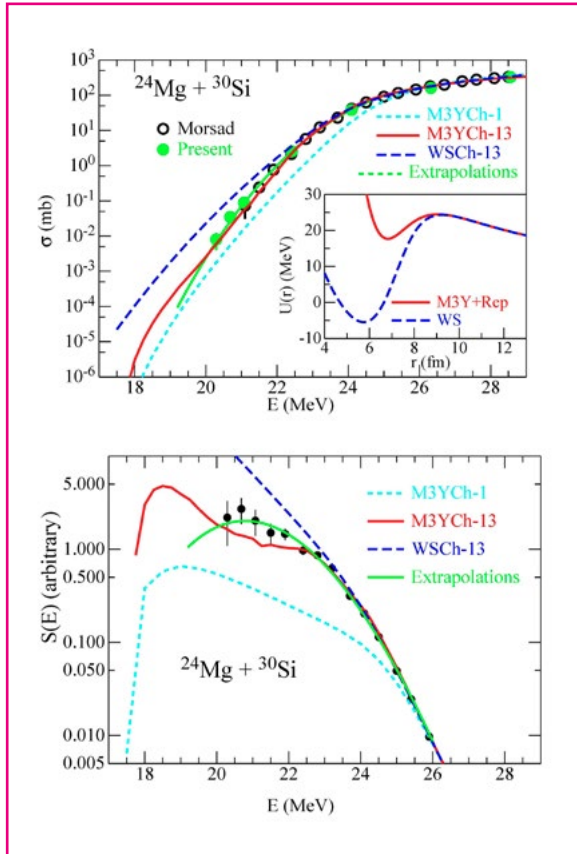 10³
10²
10¹
10⁰
10⁻¹
10⁻²
10⁻³
10⁻⁴
10⁻⁵
10⁻⁶
σ (mb)
²⁴Mg + ³⁰Si
Morsad
Present
M3YCh-1
M3YCh-13
WSCh-13
Extrapolations
30
20
10
0
-10
U(r) (MeV)
M3Y+Rep
WS
4 6 8 10 12
r (fm)
18 20 22 24 26 28
E (MeV)
5.000
1.000
0.500
0.100
0.050
0.010
0.005
S(E) (arbitrary)
M3YCh-1
M3YCh-13
WSCh-13
Extrapolations
²⁴Mg + ³⁰Si
18 20 22 24 26 28
E (MeV)